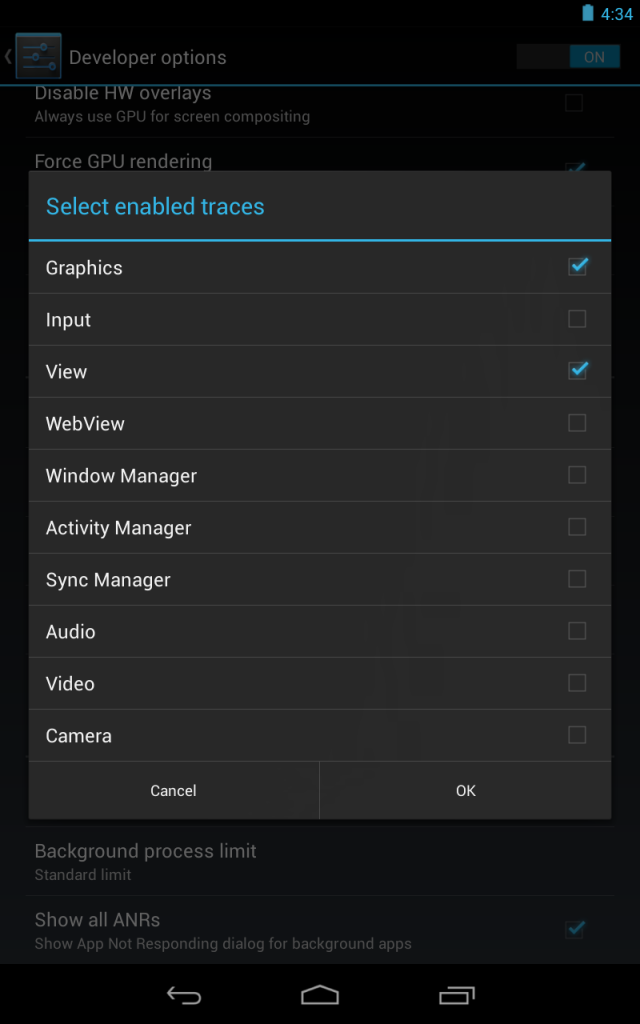 4:34
Developer options
ON
Disable HW overlays
Always use GPU for screen compositing
Force GPU rendering
Select enabled traces
Graphics
Input
View
WebView
Window Manager
Activity Manager
Sync Manager
Audio
Video
Camera
Cancel
OK
Background process limit
Standard limit
Show all ANRs
Show App Not Responding dialog for background apps